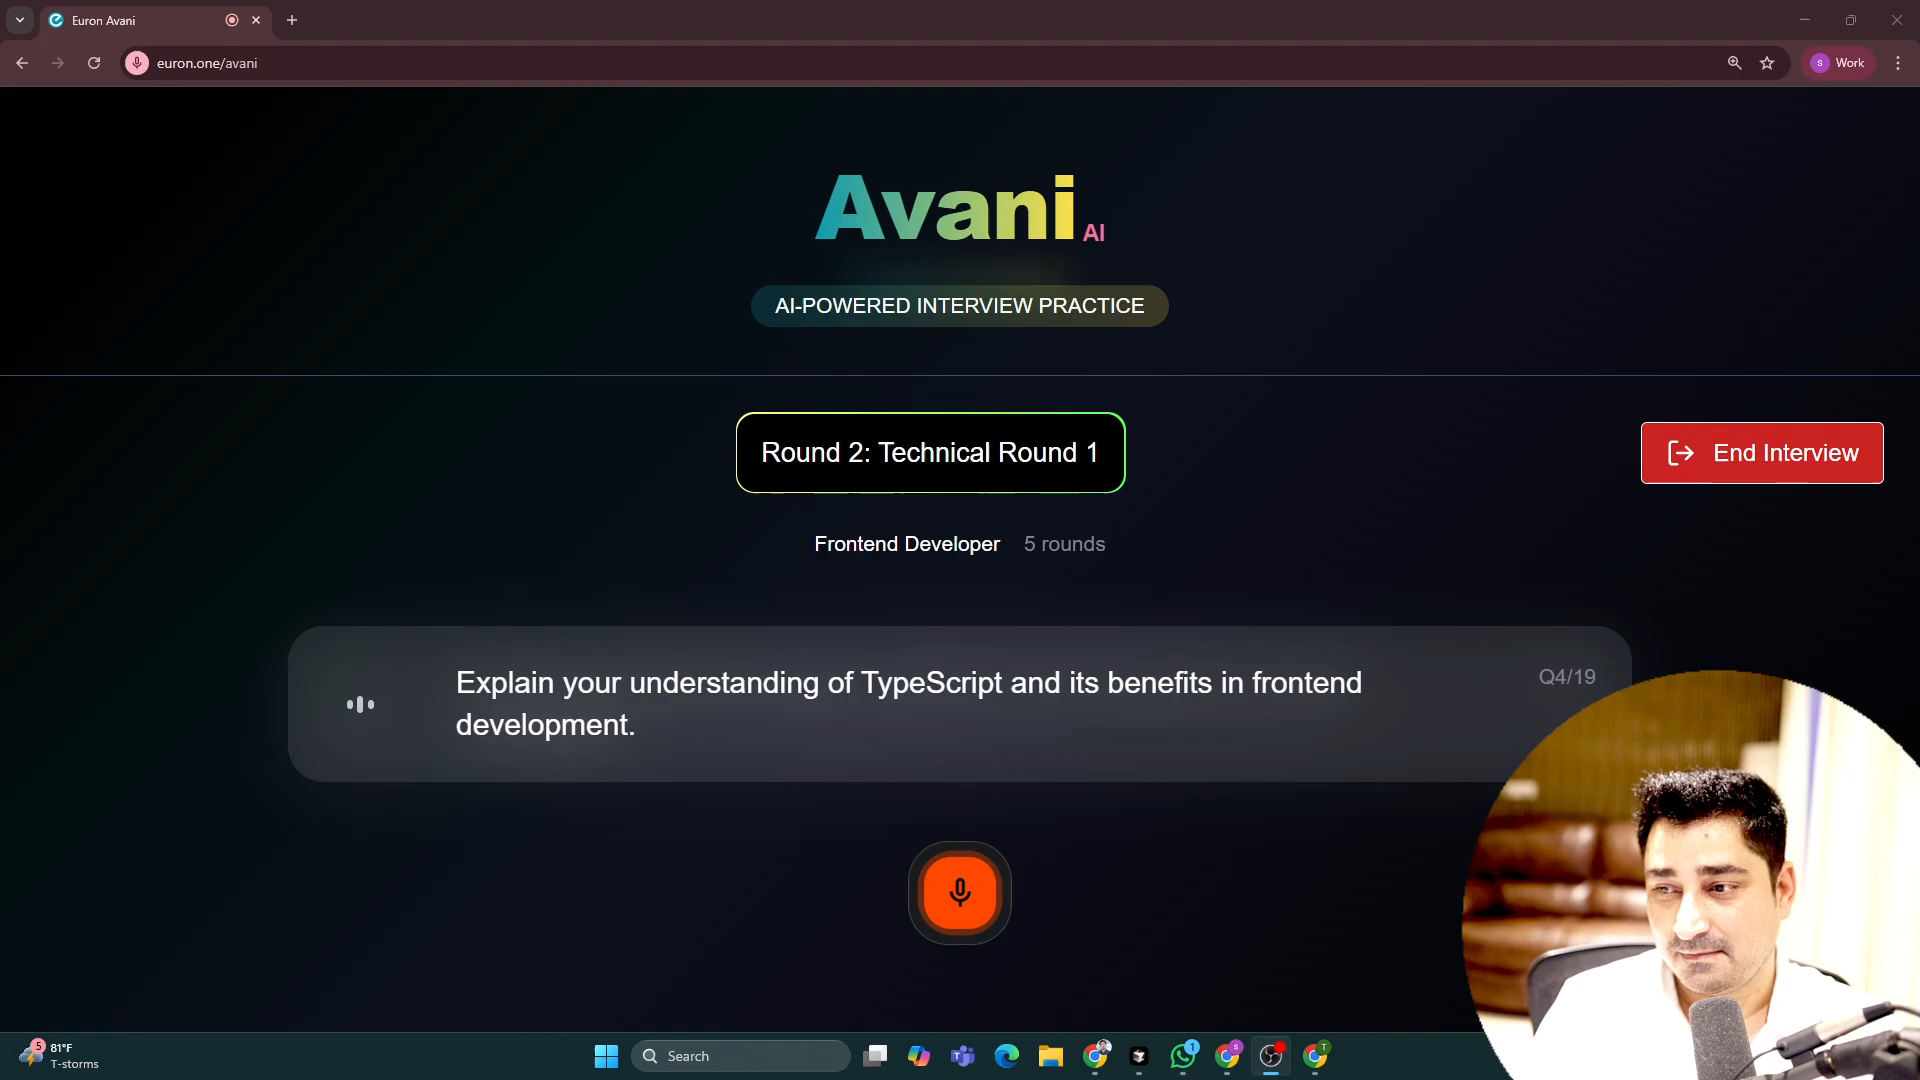 Euron Avani
euron.one/avani
S Work
Avani AI
AI-POWERED INTERVIEW PRACTICE
Round 2: Technical Round 1
End Interview
Frontend Developer 5 rounds
Explain your understanding of TypeScript and its benefits in frontend
development.
Q4/19
5
81°F
T-storms
Search
1
S
T